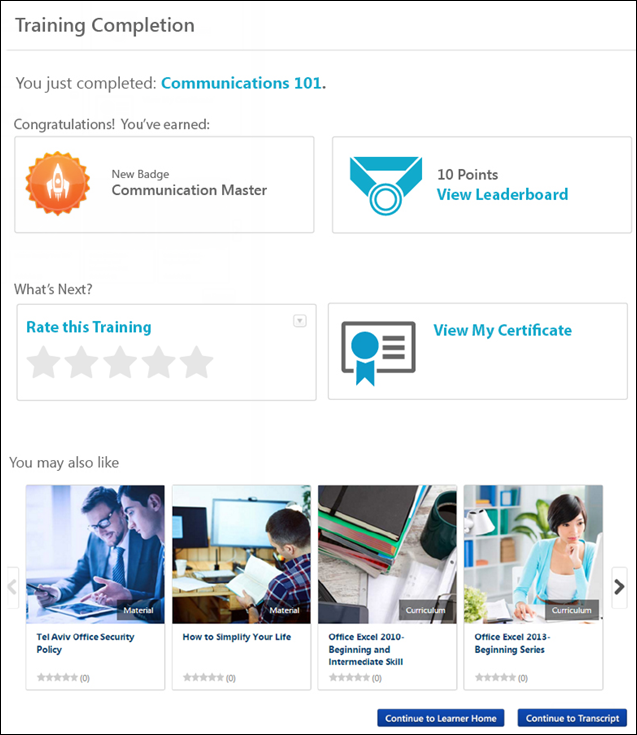 Training Completion
You just completed: Communications 101.
Congratulations! You've earned:
New Badge
Communication Master
10 Points
View Leaderboard
What's Next?
Rate this Training
View My Certificate
You may also like
Material
Tel Aviv Office Security
Policy
(0)
Material
How to Simplify Your Life
(0)
Curriculum
Office Excel 2010-
Beginning and
Intermediate Skill
(0)
Curriculum
Office Excel 2013-
Beginning Series
(0)
Continue to Learner Home
Continue to Transcript